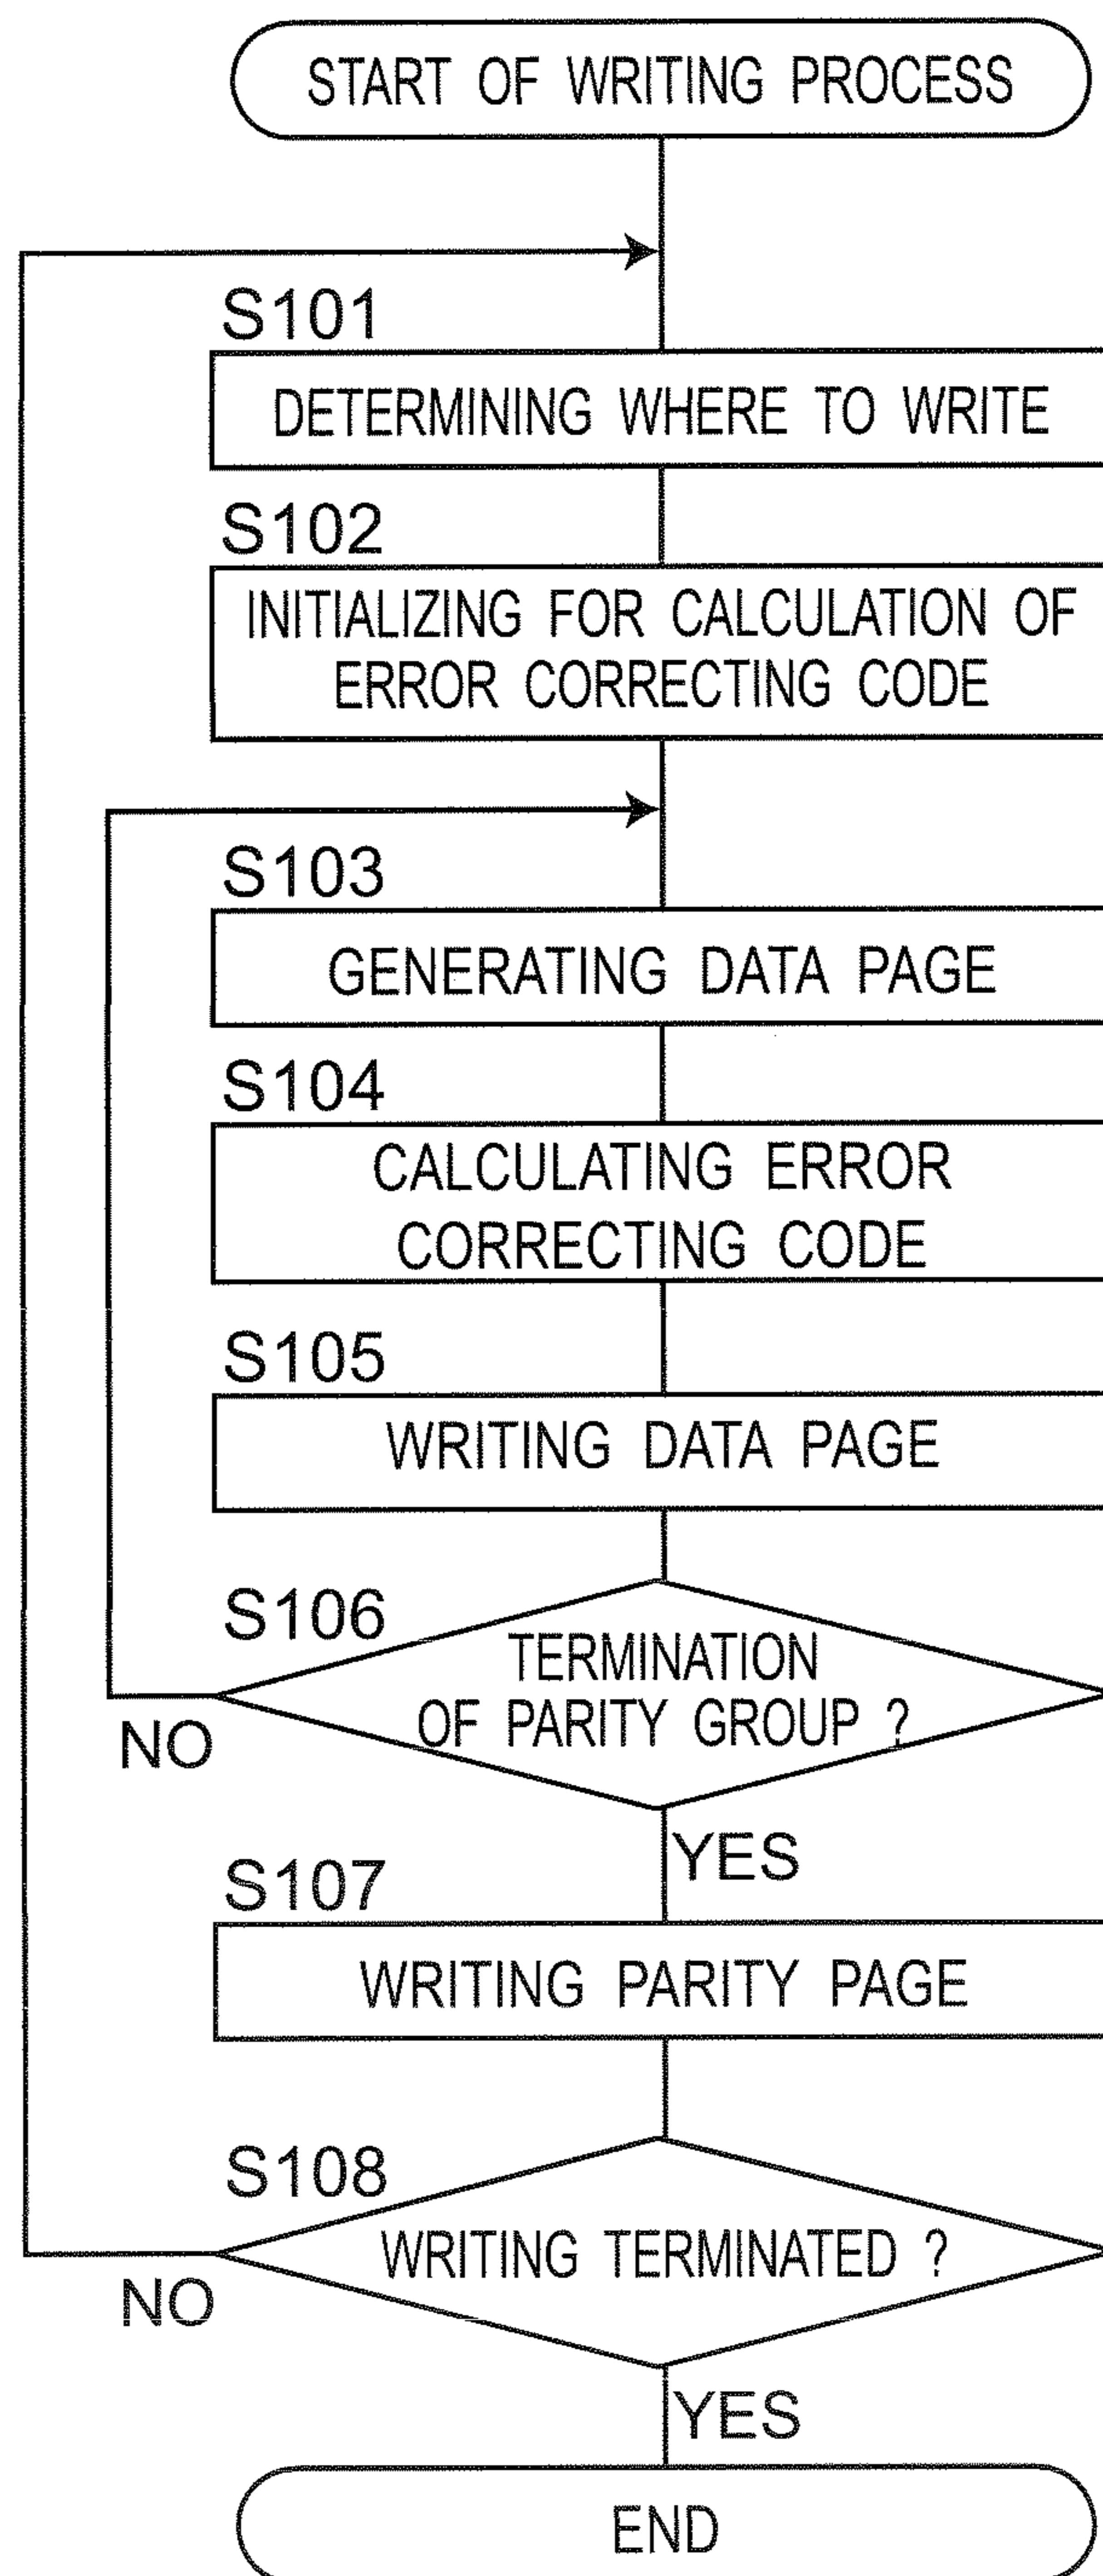 START OF WRITING PROCESS
S101
DETERMINING WHERE TO WRITE
S102
INITIALIZING FOR CALCULATION OF
ERROR CORRECTING CODE
S103
GENERATING DATA PAGE
S104
CALCULATING ERROR
CORRECTING CODE
S105
WRITING DATA PAGE
S106
TERMINATION
OF PARITY GROUP ?
NO
YES
S107
WRITING PARITY PAGE
S108
WRITING TERMINATED ?
NO
YES
END